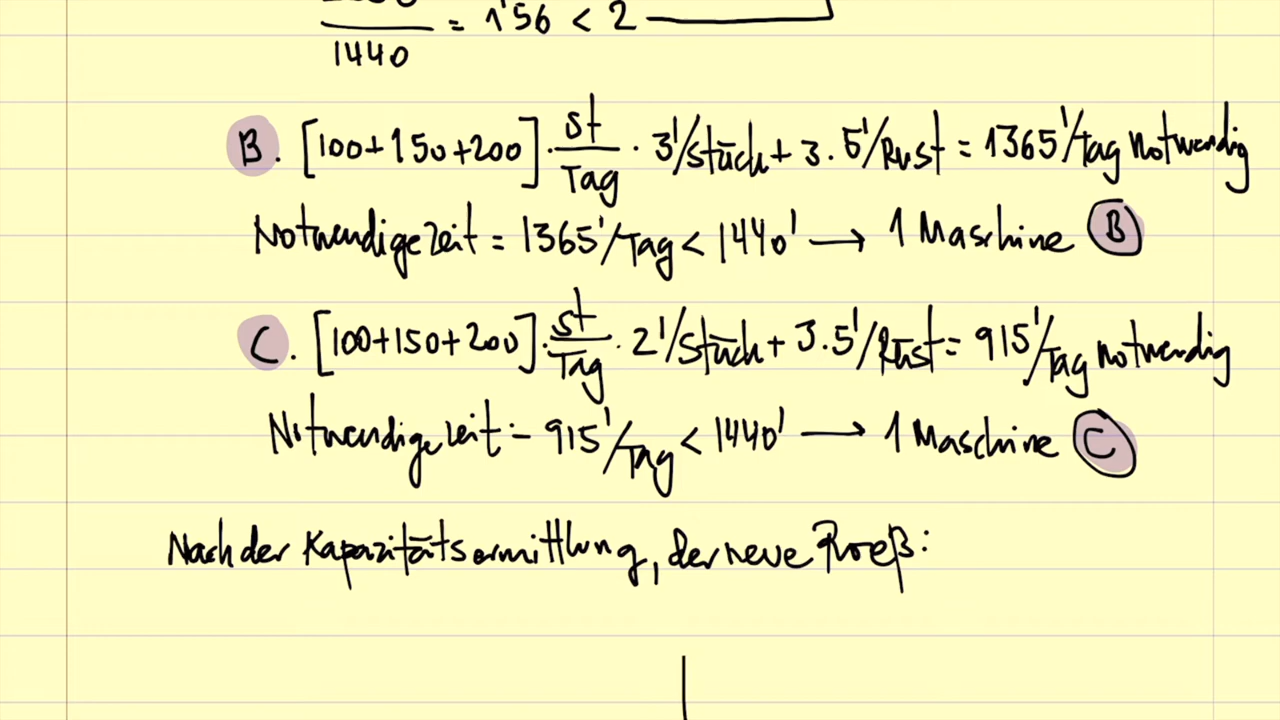 1440 = 1'56 < 2
B. [100+150+200] · st/Tag · 3'/Stück + 3.5'/Rüst = 1365'/Tag notwendig
Notwendige Zeit = 1365'/Tag < 1440' → 1 Maschine B
C. [100+150+200] · st/Tag · 2'/Stück + 3.5'/Rüst = 915'/Tag notwendig
Notwendige Zeit = 915'/Tag < 1440' → 1 Maschine C
Nach der Kapazitätsermittlung, der neue Prozeß: